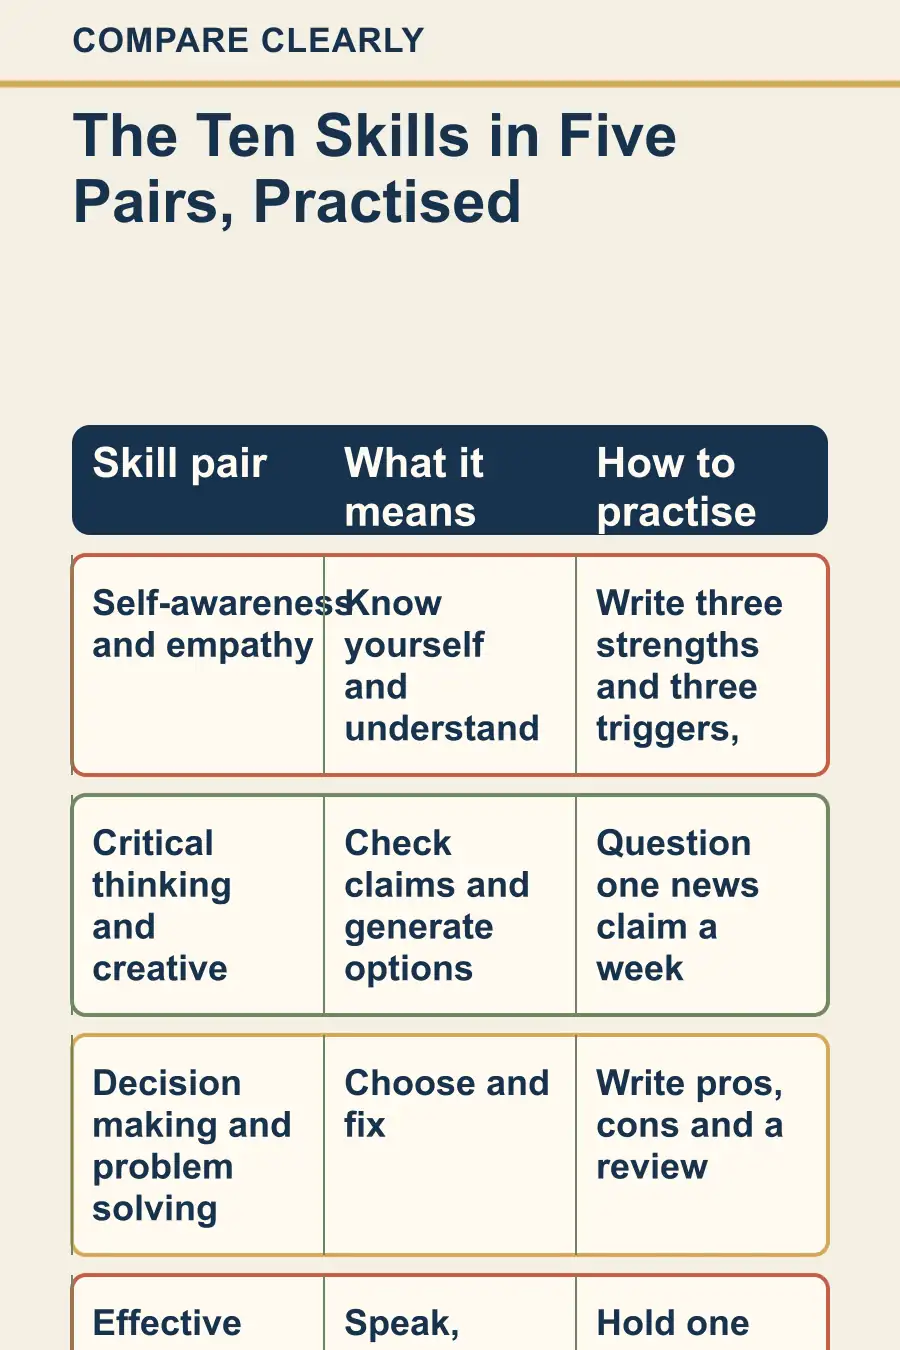 COMPARE CLEARLY
The Ten Skills in Five
Pairs, Practised
Skill pair
What it
means
How to
practise
Self-awareness
and empathy
Know
yourself
and
understand
Write three
strengths
and three
triggers,
Critical
thinking
and
creative
Check
claims and
generate
options
Question
one news
claim a
week
Decision
making and
problem
solving
Choose and
fix
Write pros,
cons and a
review
Effective
Speak,
Hold one